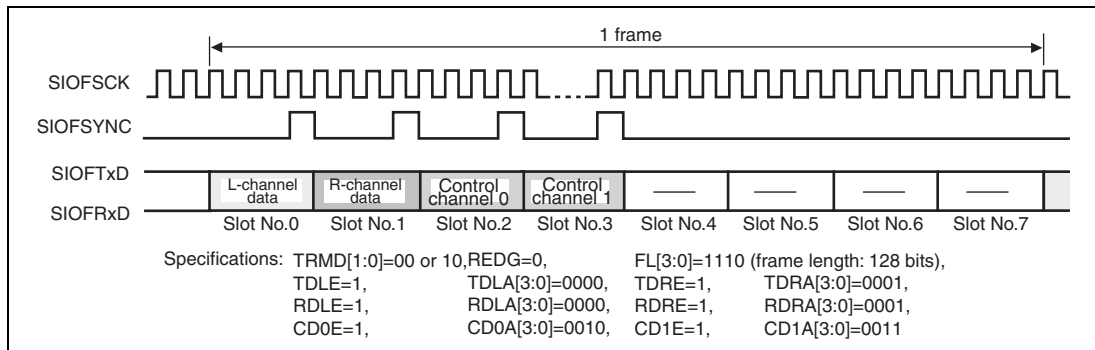 1 frame
SIOFSCK
SIOFSYNC
SIOFTxD
SIOFRxD
L-channel data
R-channel data
Control channel 0
Control channel 1
Slot No.0 Slot No.1 Slot No.2 Slot No.3 Slot No.4 Slot No.5 Slot No.6 Slot No.7
Specifications: TRMD[1:0]=00 or 10,REDG=0, FL[3:0]=1110 (frame length: 128 bits),
TDLE=1, TDLA[3:0]=0000, TDRE=1, TDRA[3:0]=0001,
RDLE=1, RDLA[3:0]=0000, RDRE=1, RDRA[3:0]=0001,
CD0E=1, CD0A[3:0]=0010, CD1E=1, CD1A[3:0]=0011